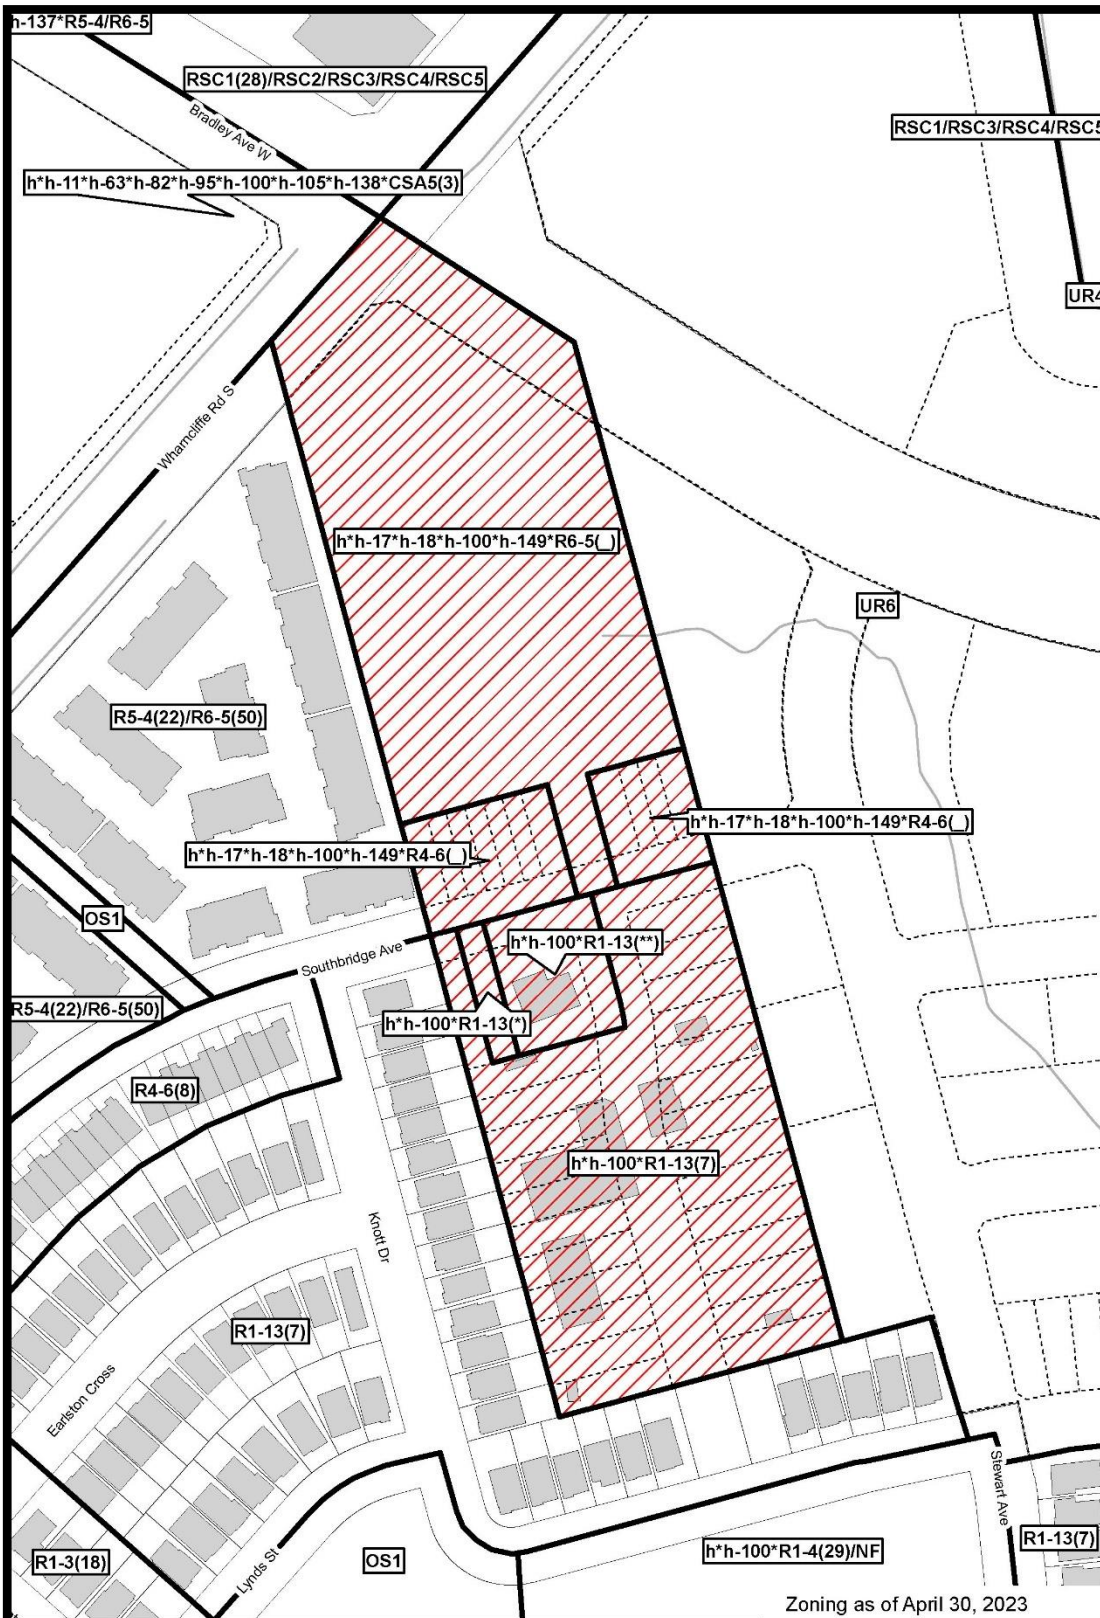 h-137*R5-4/R6-5
RSC1(28)/RSC2/RSC3/RSC4/RSC5
Bradley Ave W
RSC1/RSC3/RSC4/RSC5
h*h-11*h-63*h-82*h-95*h-100*h-105*h-138*CSA5(3)
UR4
Wharncliffe Rd S
h*h-17*h-18*h-100*h-149*R6-5(_)
UR6
R5-4(22)/R6-5(50)
h*h-17*h-18*h-100*h-149*R4-6(_)
h*h-17*h-18*h-100*h-149*R4-6(_)
OS1
Southbridge Ave
h*h-100*R1-13(**)
R5-4(22)/R6-5(50)
h*h-100*R1-13(*)
R4-6(8)
h*h-100*R1-13(7)
Knott Dr
R1-13(7)
Earlston Cross
Stewart Ave
R1-13(7)
h*h-100*R1-4(29)/NF
R1-3(18)
OS1
Lynds St
Zoning as of April 30, 2023